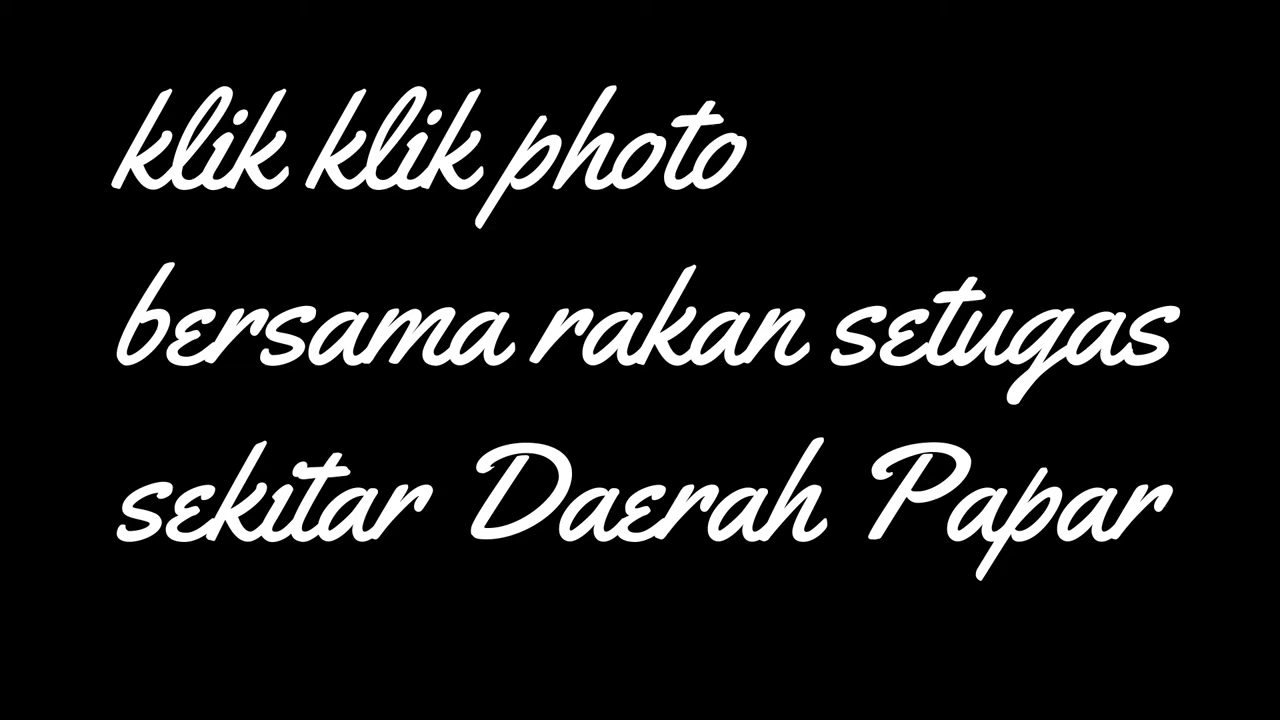 klik klik photo
bersama rakan setugas
sekitar Daerah Papar